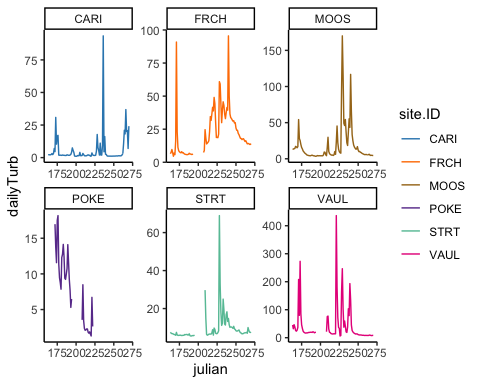 CARI FRCH MOOS
75
50
25
0
100
75
50
25
0
150
100
50
0
175200225250275 175200225250275 175200225250275
POKE STRT VAUL
15
10
5
60
40
20
400
300
200
100
0
175200225250275 175200225250275 175200225250275
julian
dailyTurb
site.ID
CARI
FRCH
MOOS
POKE
STRT
VAUL